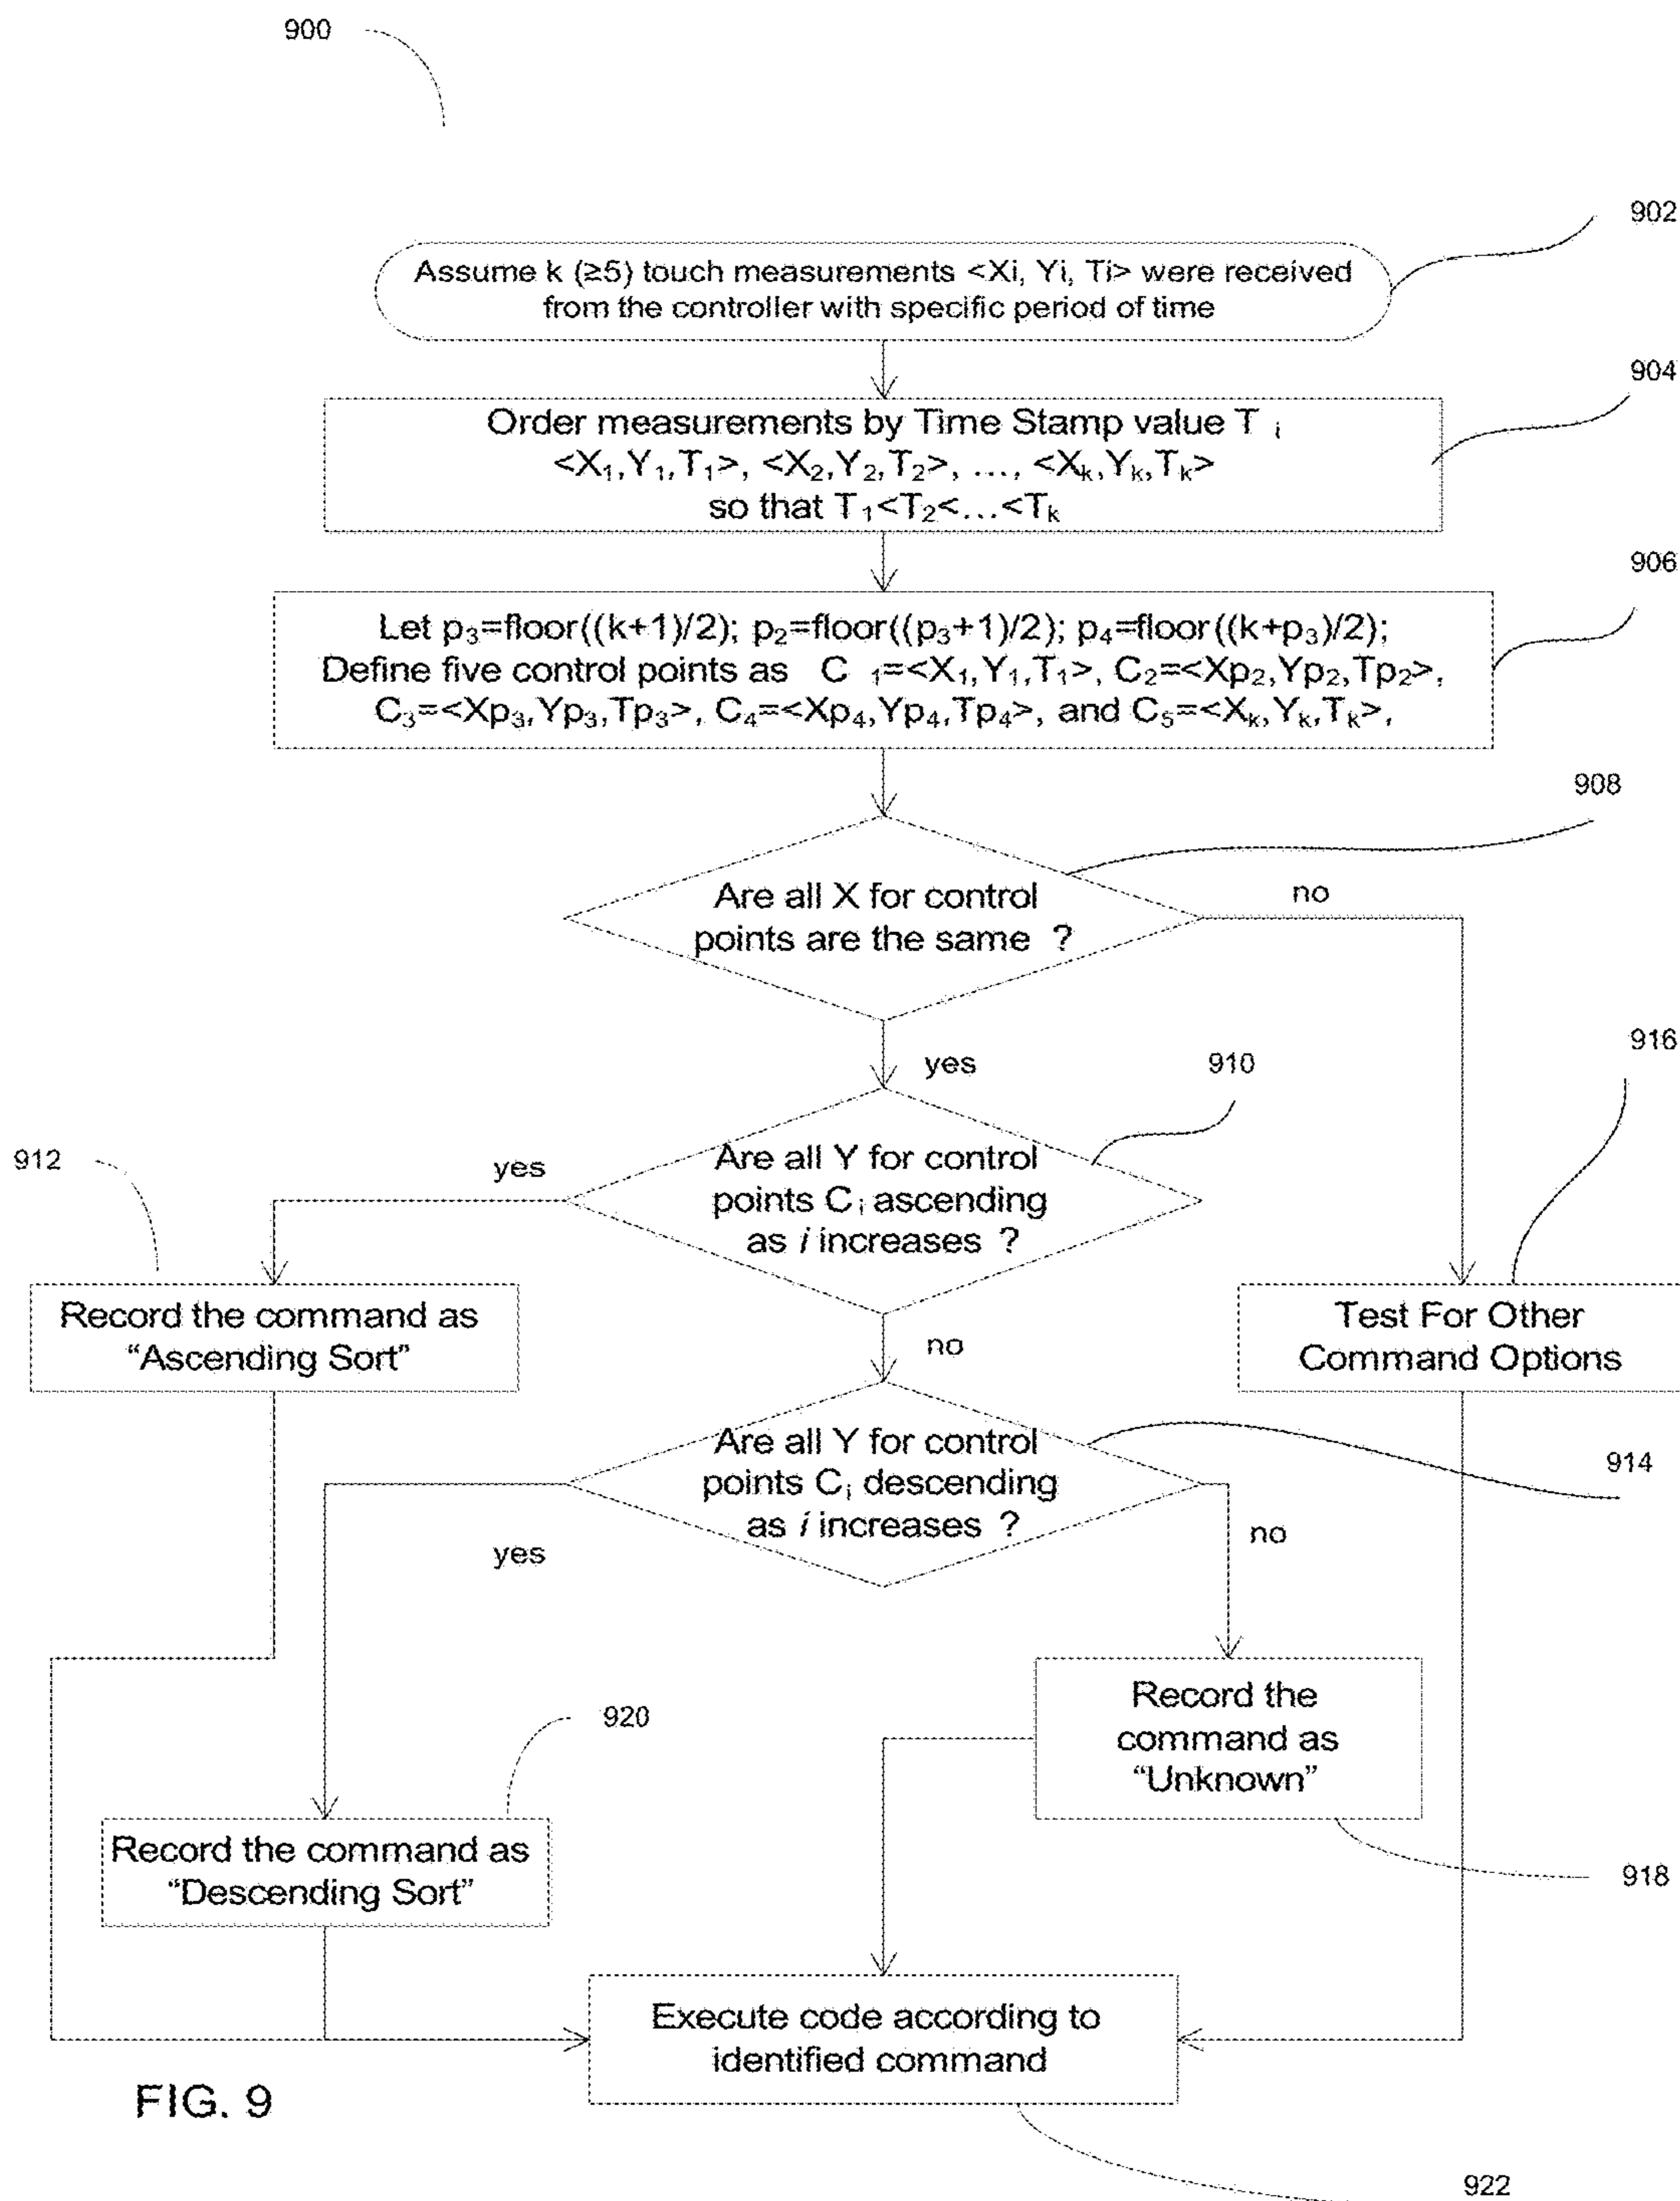 900
902
Assume k (≥5) touch measurements <Xi, Yi, Ti> were received
from the controller with specific period of time
904
Order measurements by Time Stamp value T i
<X1,Y1,T1>, <X2,Y2,T2>, ..., <Xk,Yk,Tk>
so that T1<T2<...<Tk
906
Let p3=floor((k+1)/2); p2=floor((p3+1)/2); p4=floor((k+p3)/2);
Define five control points as C 1=<X1,Y1,T1>, C2=<Xp2,Yp2,Tp2>,
C3=<Xp3,Yp3,Tp3>, C4=<Xp4,Yp4,Tp4>, and C5=<Xk,Yk,Tk>,
908
Are all X for control
points are the same ?
no
yes
910
916
912
yes
Are all Y for control
points Ci ascending
as i increases ?
no
Record the command as
“Ascending Sort”
Test For Other
Command Options
914
Are all Y for control
points Ci descending
as i increases ?
yes
no
Record the
command as
“Unknown”
918
920
Record the command as
“Descending Sort”
Execute code according to
identified command
922
FIG. 9